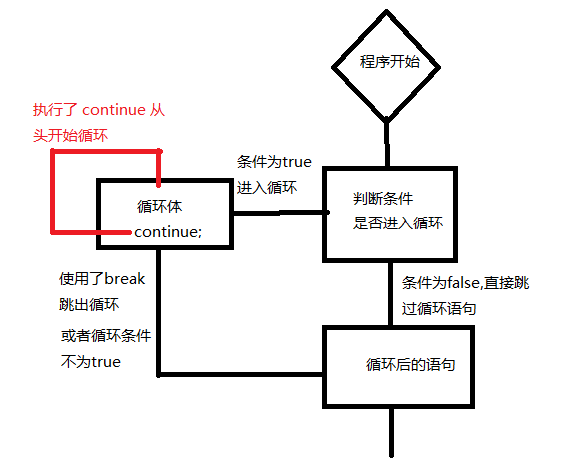 程序开始
执行了 continue 从
头开始循环
条件为true
进入循环
循环体
continue;
判断条件
是否进入循环
使用了break
跳出循环
或者循环条件
不为true
条件为false,直接跳
过循环语句
循环后的语句